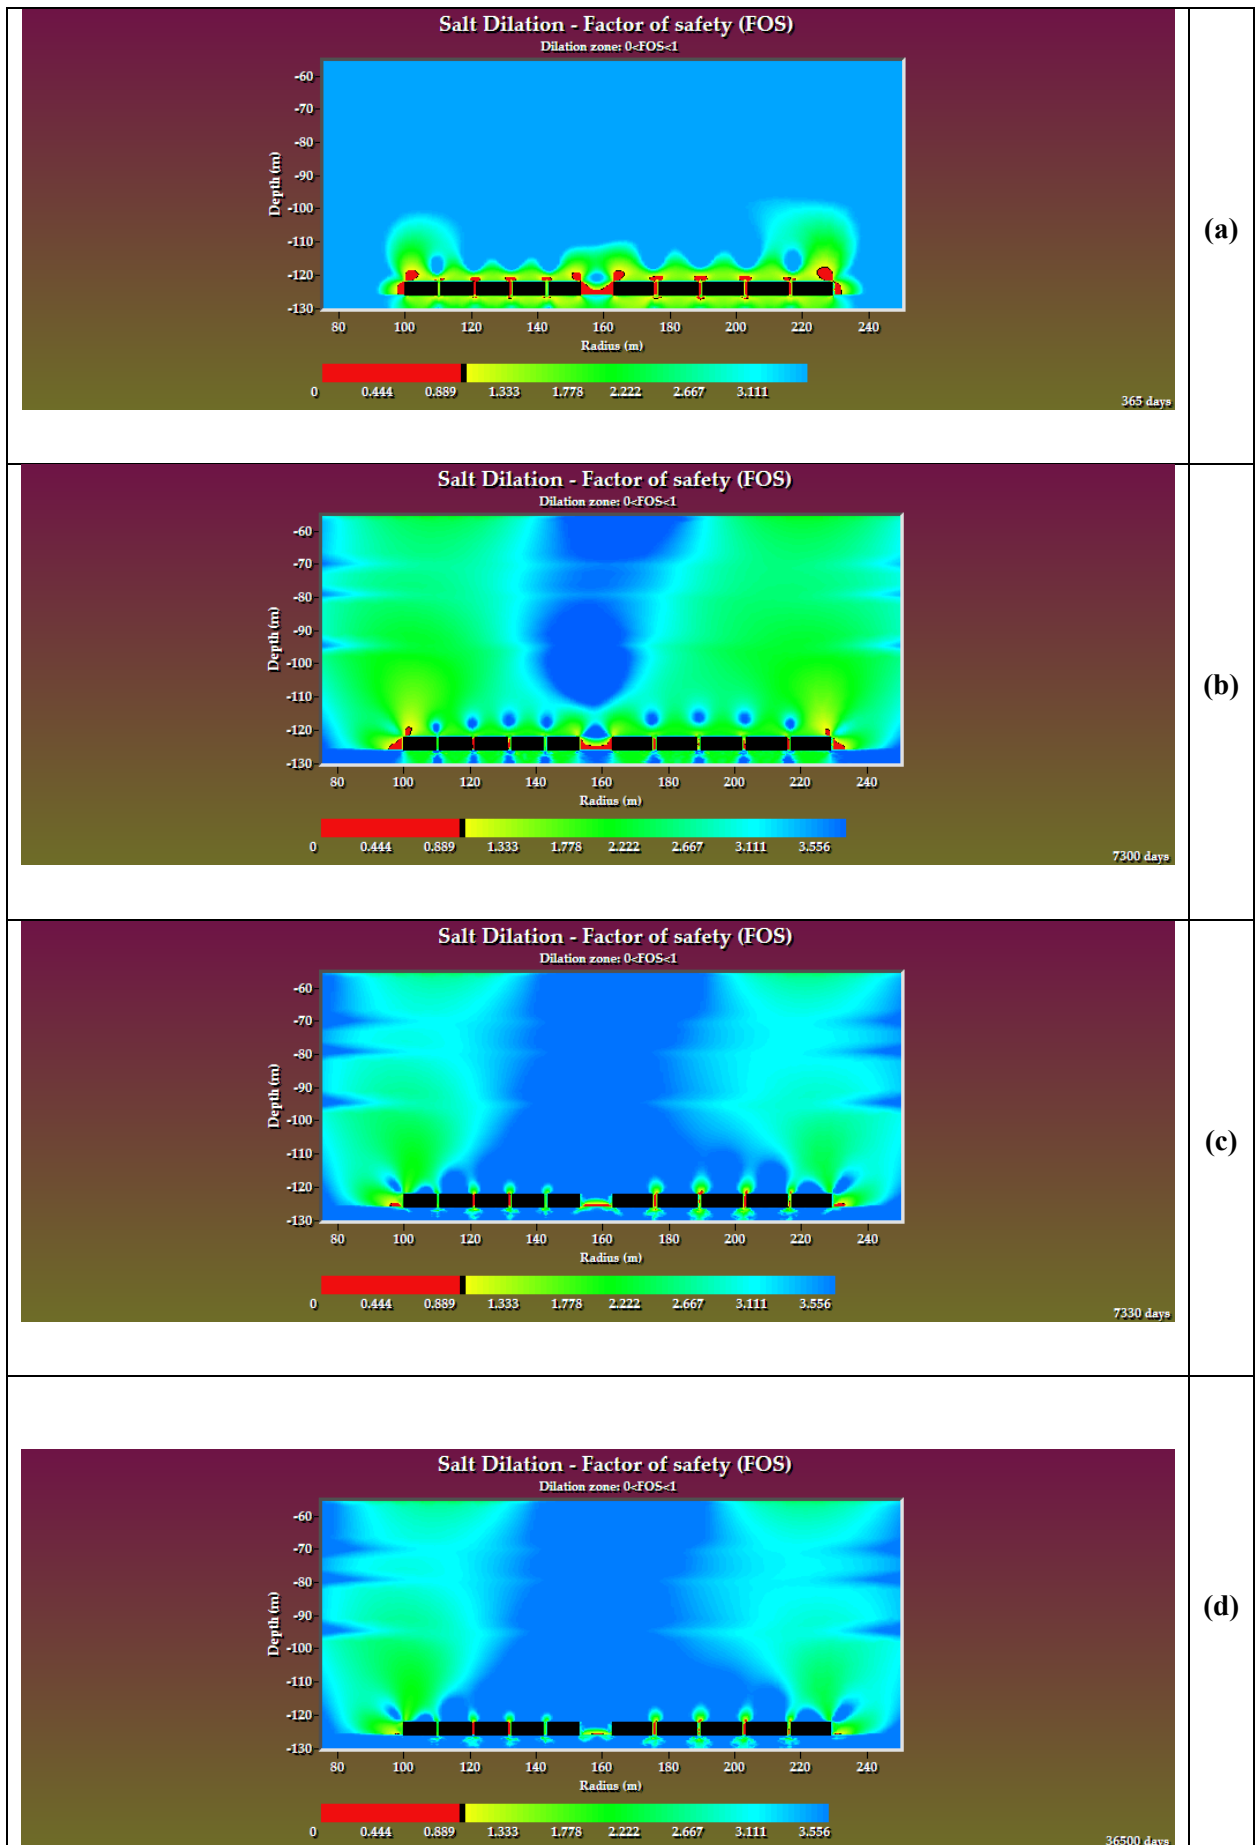 Salt Dilation - Factor of safety (FOS)
Dilation zone: 0<FOS<1
-60
-70
-80
-90
-100
-110
-120
-130
Depth (m)
80 100 120 140 160 180 200 220 240
Radius (m)
0 0.444 0.889 1.333 1.778 2.222 2.667 3.111
365 days
(a)
Salt Dilation - Factor of safety (FOS)
Dilation zone: 0<FOS<1
-60
-70
-80
-90
-100
-110
-120
-130
Depth (m)
80 100 120 140 160 180 200 220 240
Radius (m)
0 0.444 0.889 1.333 1.778 2.222 2.667 3.111 3.556
7300 days
(b)
Salt Dilation - Factor of safety (FOS)
Dilation zone: 0<FOS<1
-60
-70
-80
-90
-100
-110
-120
-130
Depth (m)
80 100 120 140 160 180 200 220 240
Radius (m)
0 0.444 0.889 1.333 1.778 2.222 2.667 3.111 3.556
7330 days
(c)
Salt Dilation - Factor of safety (FOS)
Dilation zone: 0<FOS<1
-60
-70
-80
-90
-100
-110
-120
-130
Depth (m)
80 100 120 140 160 180 200 220 240
Radius (m)
0 0.444 0.889 1.333 1.778 2.222 2.667 3.111 3.556
36500 days
(d)